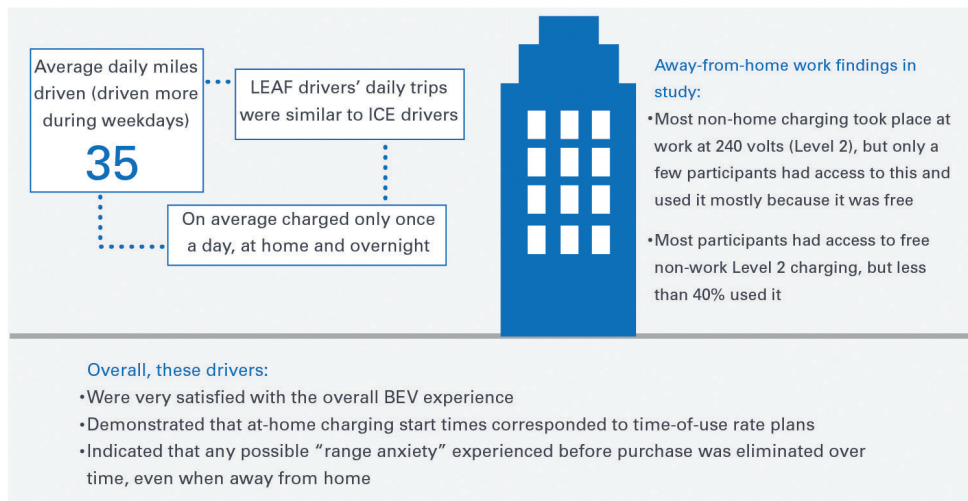 Average daily miles
driven (driven more
during weekdays)
35
LEAF drivers' daily trips
were similar to ICE drivers
On average charged only once
a day, at home and overnight
Away-from-home work findings in
study:
•Most non-home charging took place at
work at 240 volts (Level 2), but only a
few participants had access to this and
used it mostly because it was free
•Most participants had access to free
non-work Level 2 charging, but less
than 40% used it
Overall, these drivers:
•Were very satisfied with the overall BEV experience
•Demonstrated that at-home charging start times corresponded to time-of-use rate plans
•Indicated that any possible “range anxiety” experienced before purchase was eliminated over
time, even when away from home